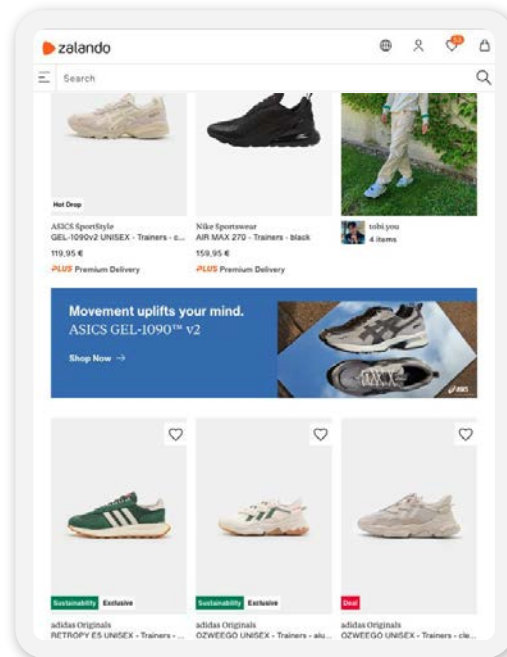 zalando
53
Search
Hot Drop
ASICS SportStyle
GEL-1090v2 UNISEX - Trainers - c...
119,95 €
PLUS Premium Delivery
Nike Sportswear
AIR MAX 270 - Trainers - black
159,95 €
PLUS Premium Delivery
tobi.you
4 items
Movement uplifts your mind.
ASICS GEL-1090™ v2
Shop Now →
asics
Sustainability Exclusive
adidas Originals
RETROPY E5 UNISEX - Trainers - ...
Sustainability Exclusive
adidas Originals
OZWEEGO UNISEX - Trainers - alu...
Deal
adidas Originals
OZWEEGO UNISEX - Trainers - cle...